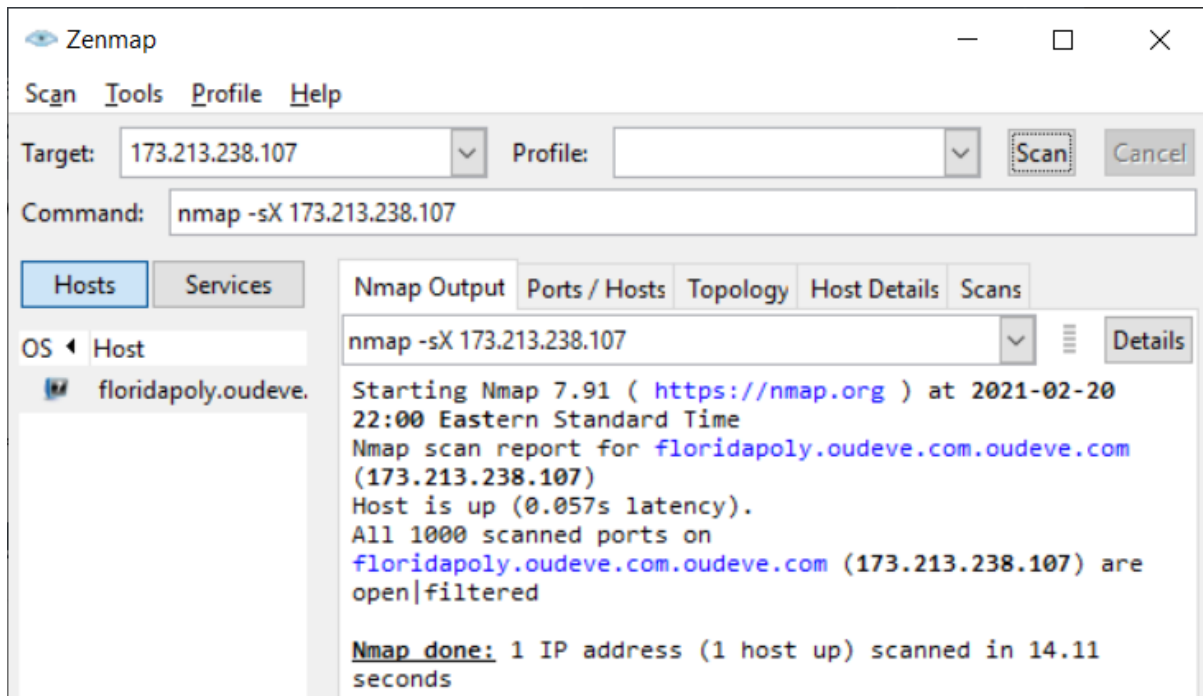 Zenmap
Scan Tools Profile Help
Target: 173.213.238.107 Profile: Scan Cancel
Command: nmap -sX 173.213.238.107
Hosts Services Nmap Output Ports / Hosts Topology Host Details Scans
nmap -sX 173.213.238.107 Details
OS Host
floridapoly.oudeve.
Starting Nmap 7.91 ( https://nmap.org ) at 2021-02-20
22:00 Eastern Standard Time
Nmap scan report for floridapoly.oudeve.com.oudeve.com
(173.213.238.107)
Host is up (0.057s latency).
All 1000 scanned ports on
floridapoly.oudeve.com.oudeve.com (173.213.238.107) are
open|filtered
Nmap done: 1 IP address (1 host up) scanned in 14.11
seconds